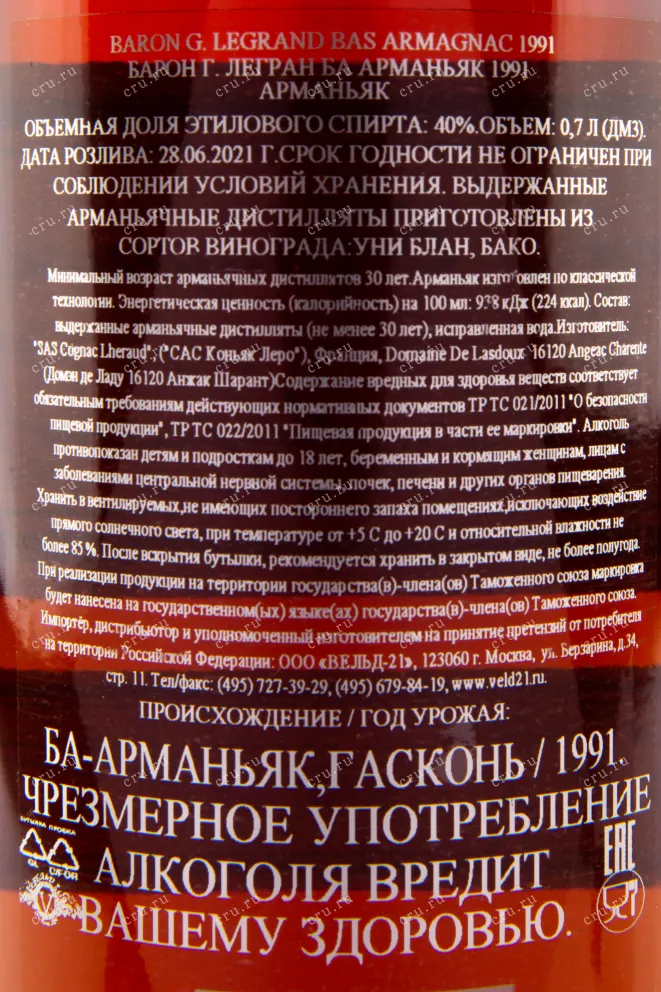 BARON G. LEGRAND BAS ARMAGNAC 1991
БАРОН Г. ЛЕГРАН БА АРМАНЬЯК 1991
АРМАНЬЯК
ОБЪЕМНАЯ ДОЛЯ ЭТИЛОВОГО СПИРТА: 40%.ОБЪЕМ: 0,7 Л (ДМ3).
ДАТА РОЗЛИВА: 28.06.2021 Г.СРОК ГОДНОСТИ НЕ ОГРАНИЧЕН ПРИ
СОБЛЮДЕНИИ УСЛОВИЙ ХРАНЕНИЯ. ВЫДЕРЖАННЫЕ
АРМАНЬЯЧНЫЕ ДИСТИЛЛЯТЫ ПРИГОТОВЛЕНЫ ИЗ
СОРТОВ ВИНОГРАДА:УНИ БЛАН, БАКО.
Минимальный возраст арманьячных дистиллятов 30 лет.Арманьяк изготовлен по классической
технологии. Энергетическая ценность (калорийность) на 100 мл: 938 кДж (224 ккал). Состав:
выдержанные арманьячные дистилляты (не менее 30 лет), исправленная вода.Изготовитель:
"SAS Cognac Lheraud", ("САС Коньяк Леро"), Франция, Domaine De Lasdoux 16120 Angeac Charente
(Домэн де Ладу 16120 Анжак Шарант)Содержание вредных для здоровья веществ соответствует
обязательным требованиям действующих нормативных документов ТР ТС 021/2011 "О безопасности
пищевой продукции", ТР ТС 022/2011 "Пищевая продукция в части ее маркировки". Алкоголь
противопоказан детям и подросткам до 18 лет, беременным и кормящим женщинам, лицам с
заболеваниями центральной нервной системы, почек, печени и других органов пищеварения.
Хранить в вентилируемых,не имеющих постороннего запаха помещениях,исключающих воздействие
прямого солнечного света, при температуре от +5 С до +20 С и относительной влажности не
более 85 %. После вскрытия бутылки, рекомендуется хранить в закрытом виде, не более полугода.
При реализации продукции на территории государства(в)-члена(ов) Таможенного союза маркировка
будет нанесена на государственном(ых) языке(ах) государства(в)-члена(ов) Таможенного союза.
Импортёр, дистрибьютор и уполномоченный изготовителем на принятие претензий от потребителя
на территории Российской Федерации: ООО «ВЕЛЬД-21», 123060 г. Москва, ул. Берзарина, д.34,
стр. 11. Тел/факс: (495) 727-39-29, (495) 679-84-19, www.veld21.ru.
ПРОИСХОЖДЕНИЕ / ГОД УРОЖАЯ:
БА-АРМАНЬЯК,ГАСКОНЬ / 1991.
ЧРЕЗМЕРНОЕ УПОТРЕБЛЕНИЕ
БУТЫЛКА ПРОБКА
GL C/FOR
АЛКОГОЛЯ ВРЕДИТ
EAC
V
ВАШЕМУ ЗДОРОВЬЮ.
cru.ru